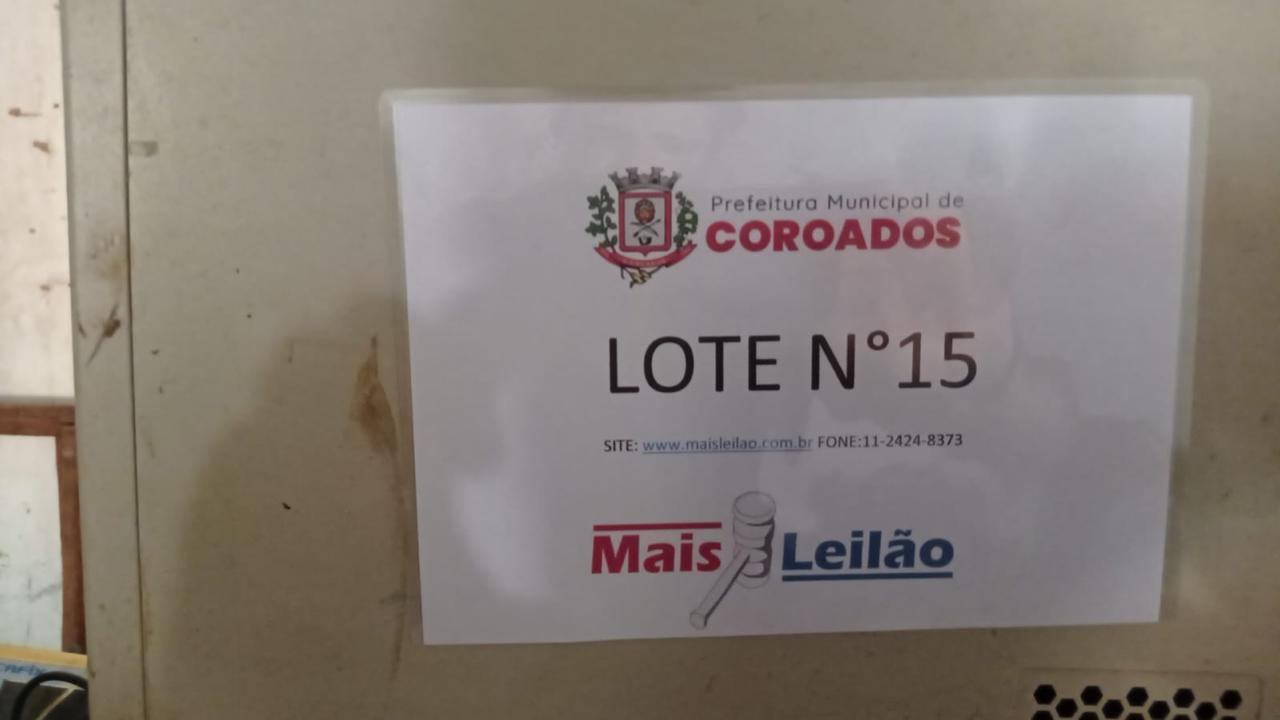 Prefeitura Municipal de
COROADOS
LOTE N°15
SITE: www.maisleilao.com.br FONE:11-2424-8373
Mais Leilão